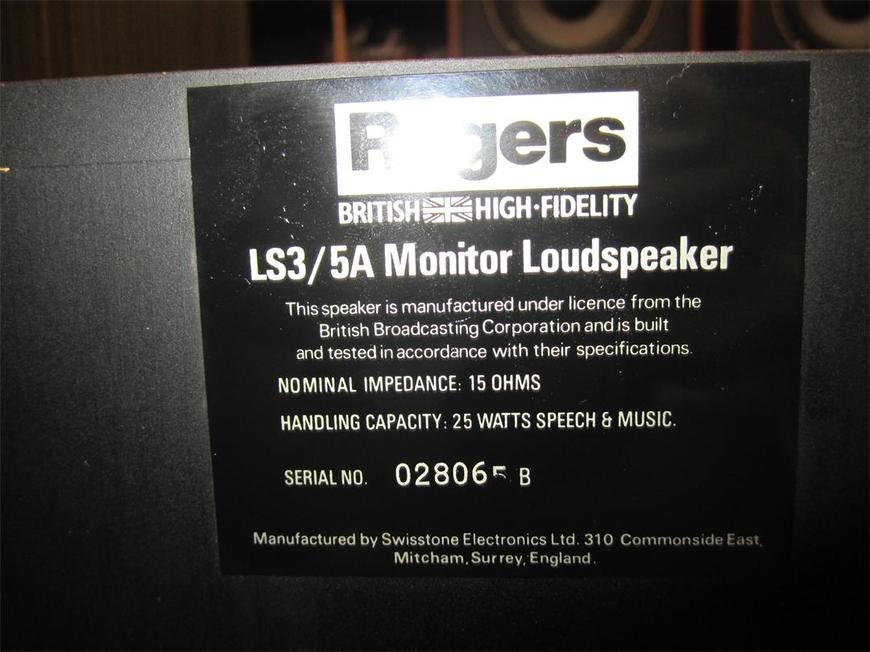 Rogers
BRITISH HIGH·FIDELITY
LS3/5A Monitor Loudspeaker
This speaker is manufactured under licence from the
British Broadcasting Corporation and is built
and tested in accordance with their specifications.
NOMINAL IMPEDANCE: 15 OHMS
HANDLING CAPACITY: 25 WATTS SPEECH & MUSIC.
SERIAL NO. 028065 B
Manufactured by Swisstone Electronics Ltd. 310 Commonside East,
Mitcham, Surrey, England.